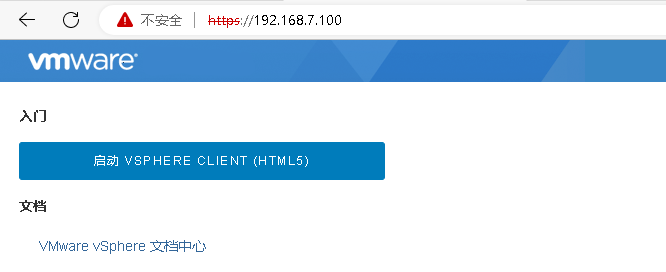 不安全 https://192.168.7.100
vmware®
入门
启动 VSPHERE CLIENT (HTML5)
文档
VMware vSphere 文档中心